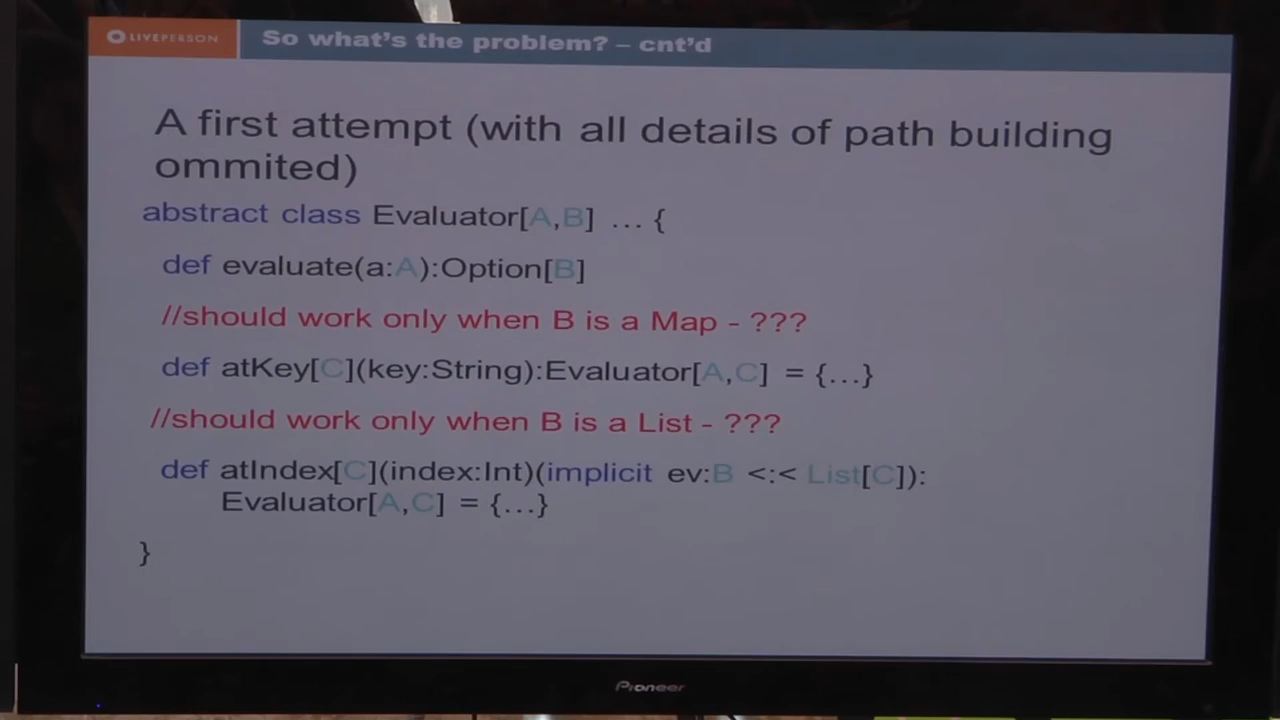 LIVEPERSON
So what's the problem? – cnt'd
A first attempt (with all details of path building
ommited)
abstract class Evaluator[A,B] ... {
def evaluate(a:A):Option[B]
//should work only when B is a Map - ???
def atKey[C](key:String):Evaluator[A,C] = {...}
//should work only when B is a List - ???
def atIndex[C](index:Int)(implicit ev:B <:< List[C]):
Evaluator[A,C] = {...}
}
Pioneer